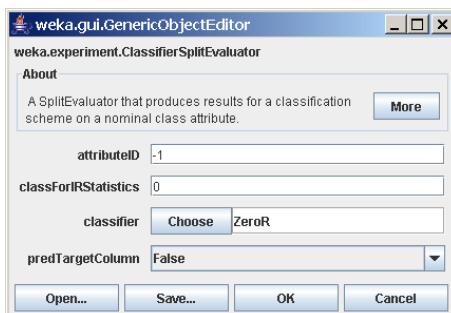 weka.gui.GenericObjectEditor
weka.experiment.ClassifierSplitEvaluator
About
A SplitEvaluator that produces results for a classification
scheme on a nominal class attribute.
More
attributeID -1
classForIRStatistics 0
classifier Choose ZeroR
predTargetColumn False
Open... Save... OK Cancel